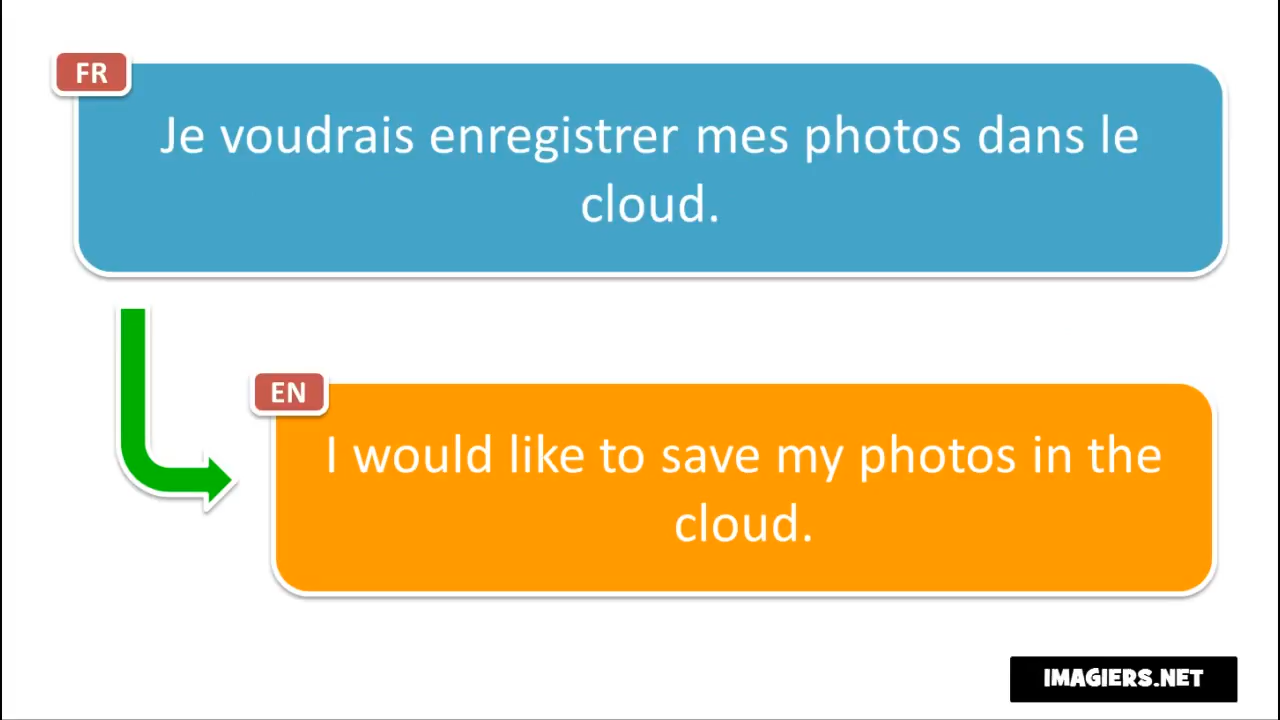 FR
Je voudrais enregistrer mes photos dans le
cloud.
EN
I would like to save my photos in the
cloud.
IMAGIERS.NET